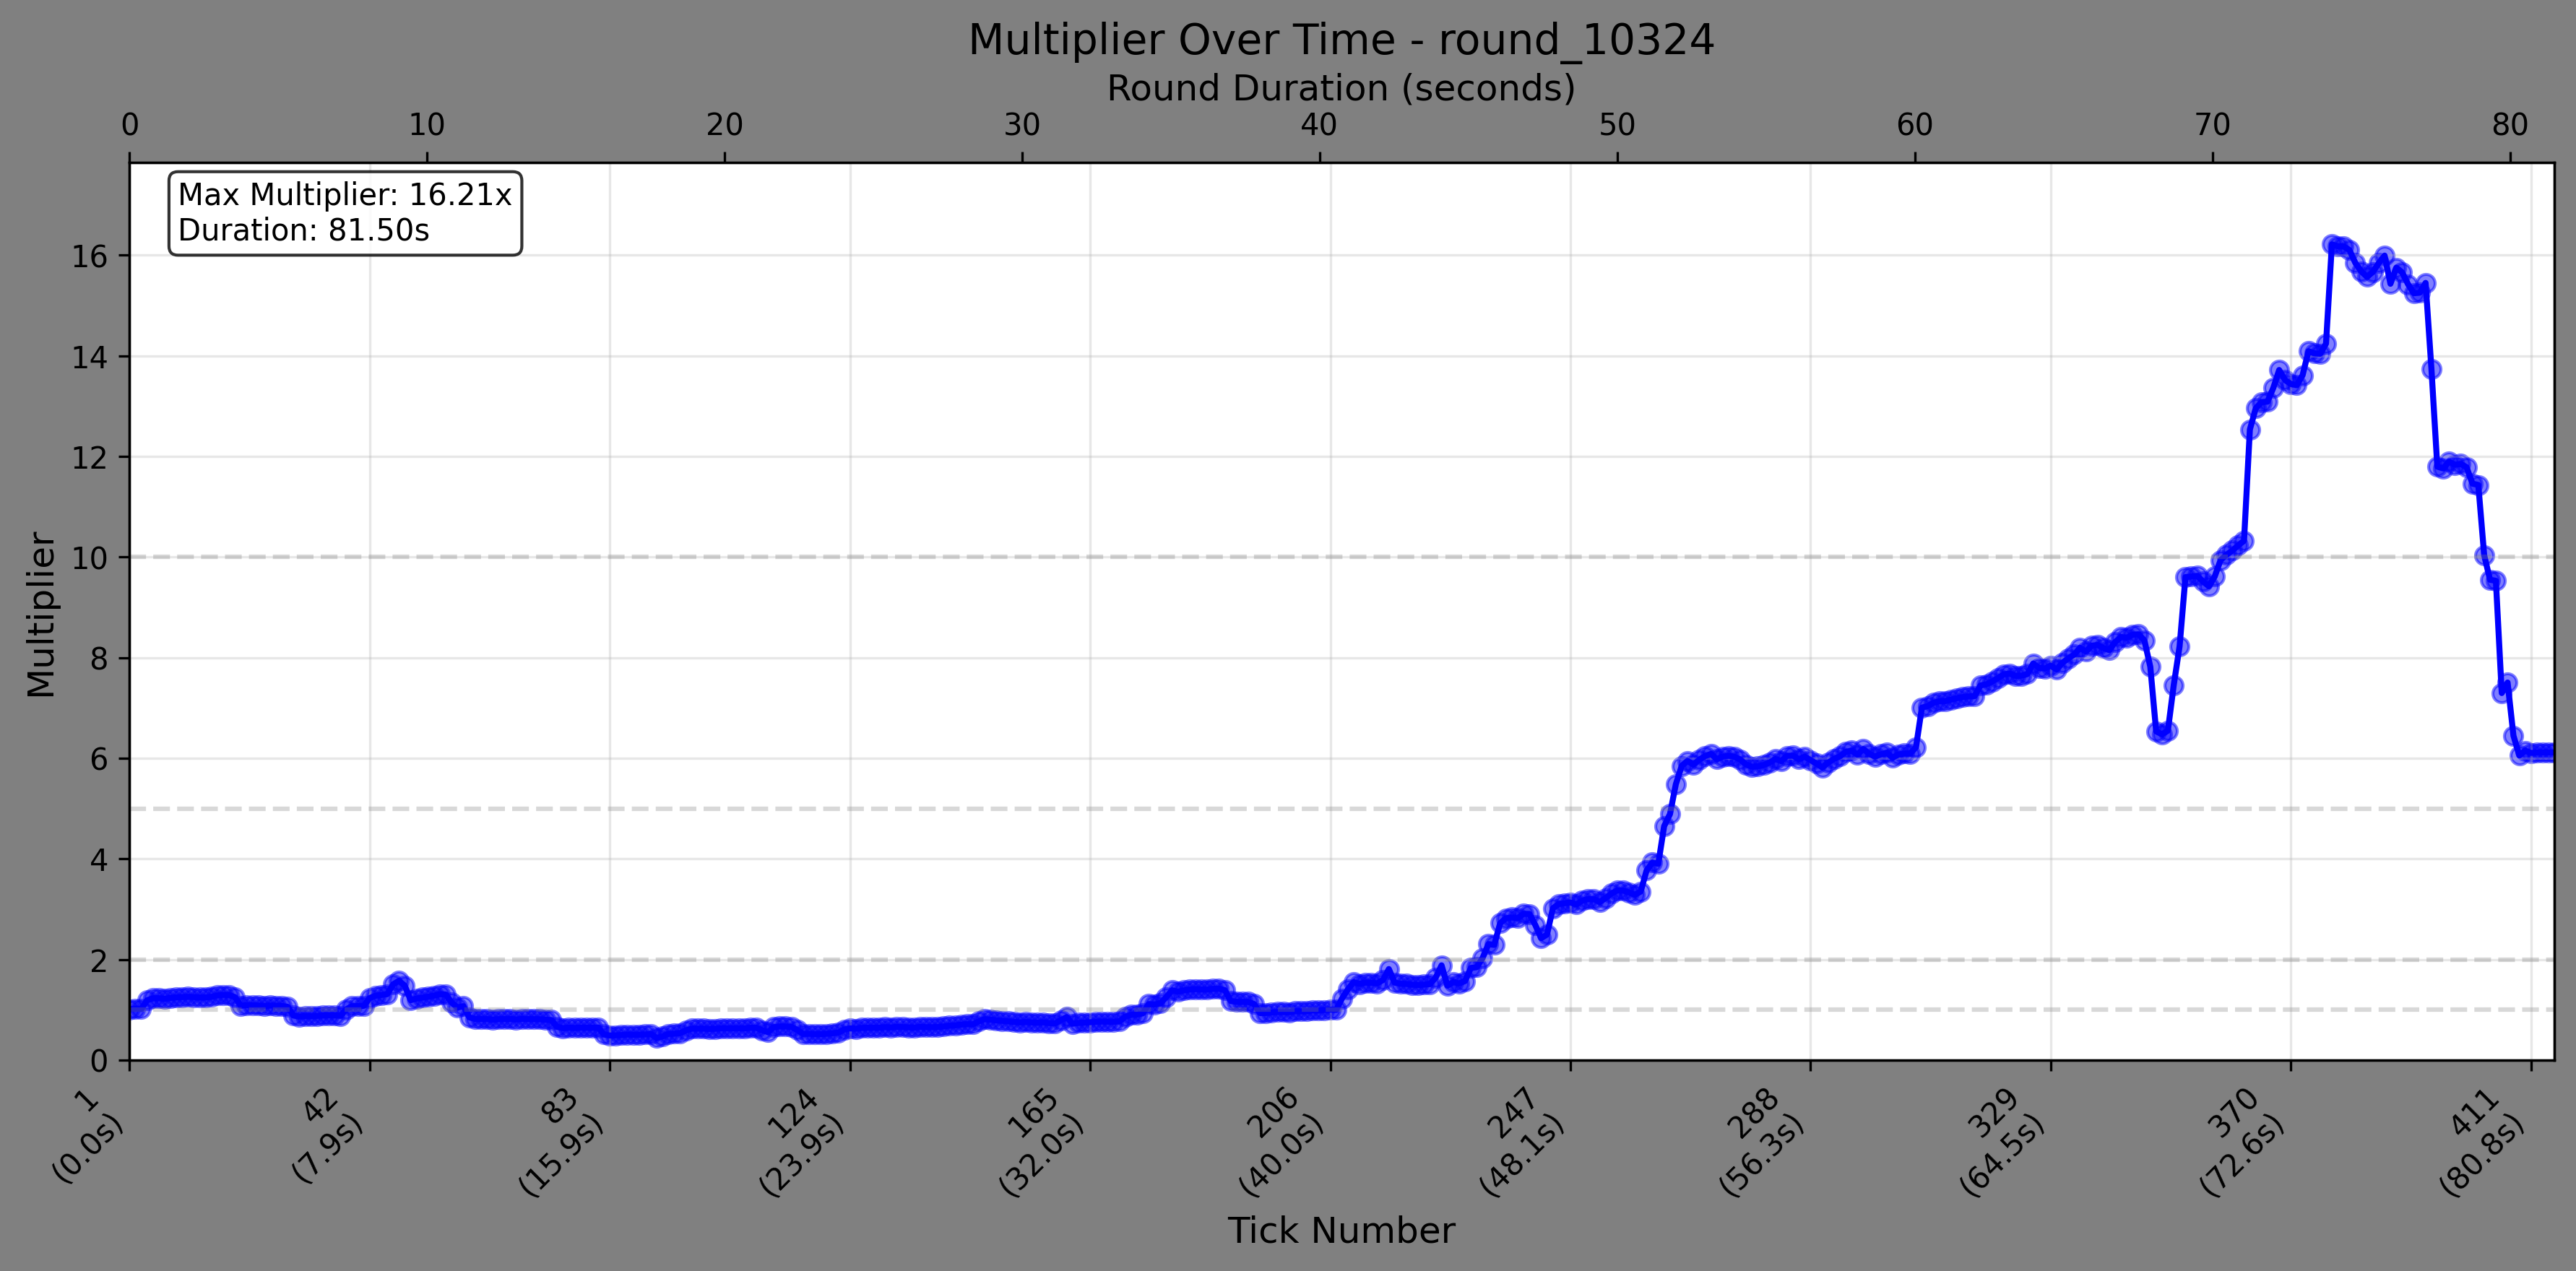 Multiplier Over Time - round_10324
Round Duration (seconds)
0 10 20 30 40 50 60 70 80
Max Multiplier: 16.21x
Duration: 81.50s
16
14
12
10
8
6
4
2
0
Multiplier
1
(0.0s)
42
(7.9s)
83
(15.9s)
124
(23.9s)
165
(32.0s)
206
(40.0s)
247
(48.1s)
288
(56.3s)
329
(64.5s)
370
(72.6s)
411
(80.8s)
Tick Number